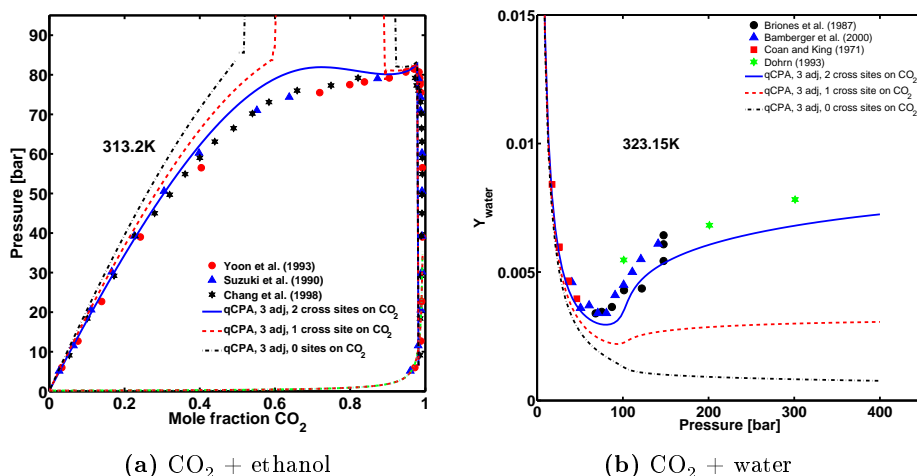 90
80
70
60
50
40
30
20
10
0
Pressure [bar]
313.2K
Yoon et al. (1993)
Suzuki et al. (1990)
Chang et al. (1998)
qCPA, 3 adj, 2 cross sites on CO2
qCPA, 3 adj, 1 cross site on CO2
qCPA, 3 adj, 0 sites on CO2
0
0.2
0.4
0.6
0.8
1
Mole fraction CO2
(a) CO2 + ethanol
0.015
0.01
0.005
0
Ywater
323.15K
Briones et al. (1987)
Bamberger et al. (2000)
Coan and King (1971)
Dohrn (1993)
qCPA, 3 adj, 2 cross sites on CO2
qCPA, 3 adj, 1 cross sites on CO2
qCPA, 3 adj, 0 cross sites on CO2
0
100
200
300
400
Pressure [bar]
(b) CO2 + water